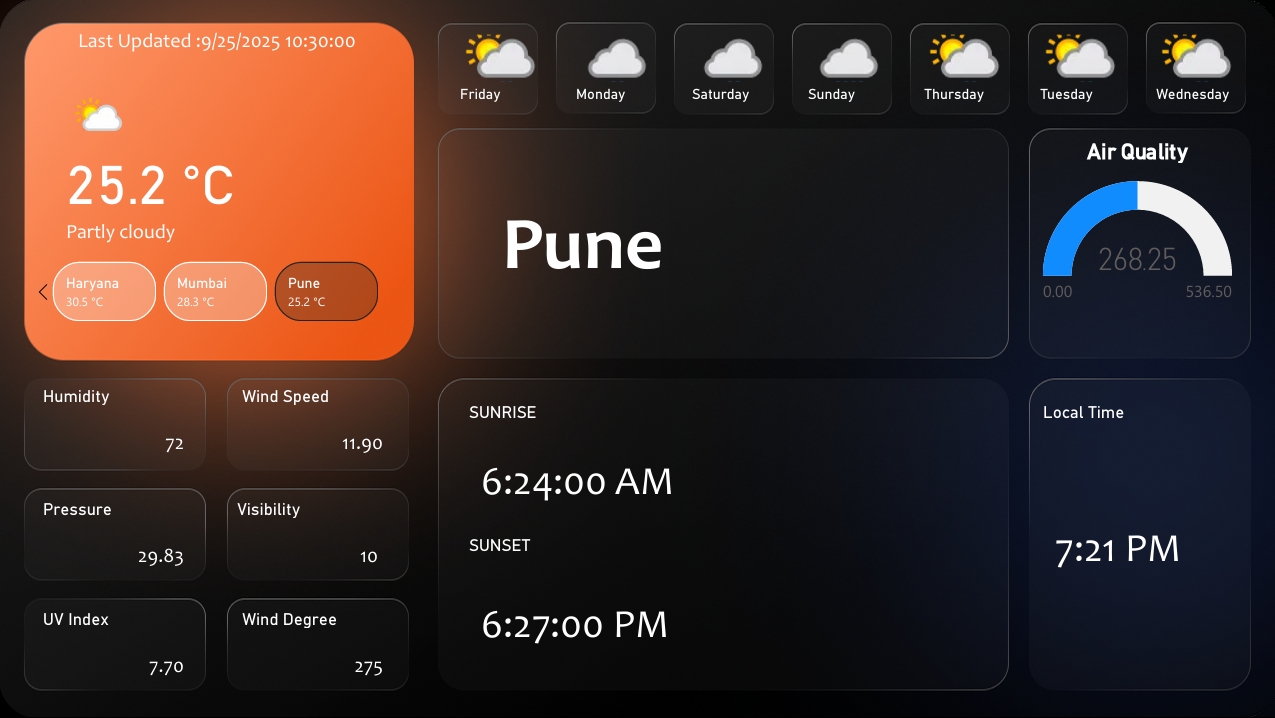 Last Updated :9/25/2025 10:30:00
25.2 °C
Partly cloudy
Haryana
30.5 °C
Mumbai
28.3 °C
Pune
25.2 °C
Friday
Monday
Saturday
Sunday
Thursday
Tuesday
Wednesday
Pune
Air Quality
268.25
0.00
536.50
Humidity
72
Wind Speed
11.90
Pressure
29.83
Visibility
10
UV Index
7.70
Wind Degree
275
SUNRISE
6:24:00 AM
SUNSET
6:27:00 PM
Local Time
7:21 PM